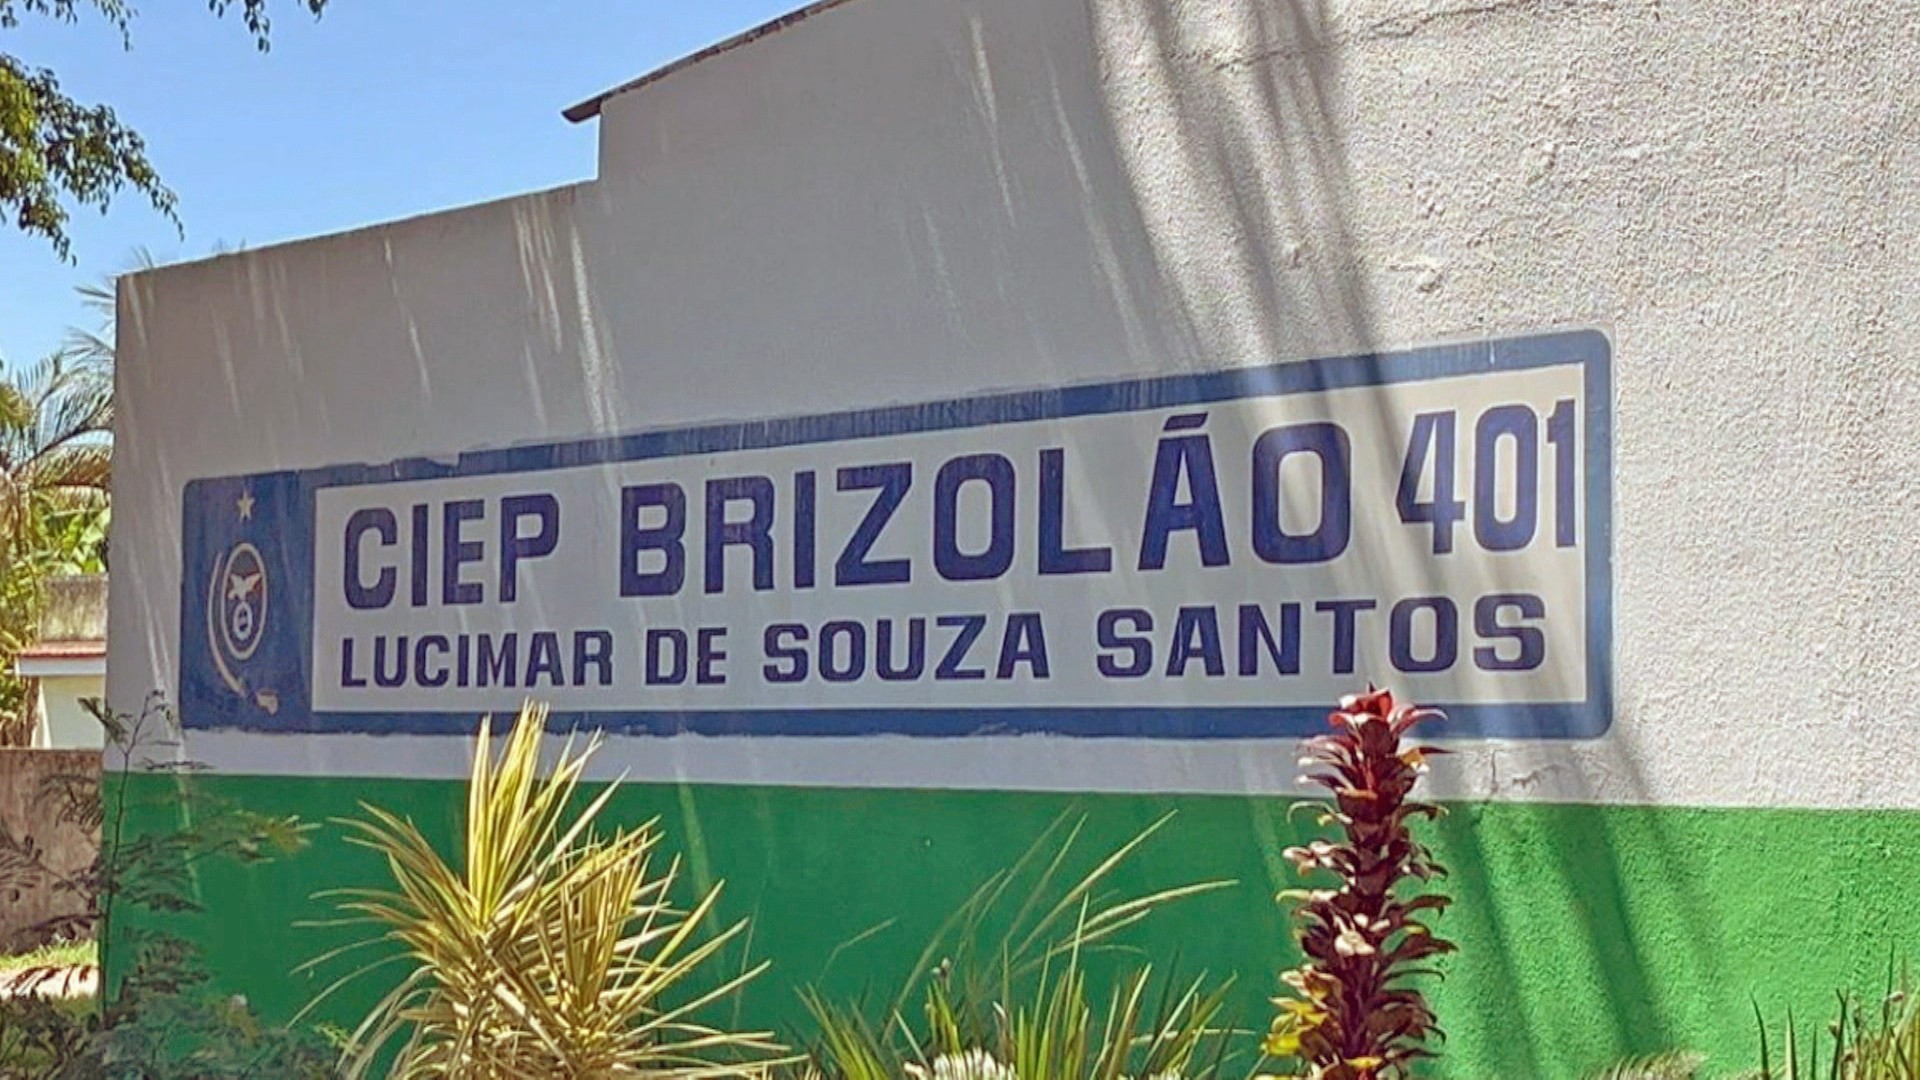 CIEP BRIZOLÃO 401
LUCIMAR DE SOUZA SANTOS